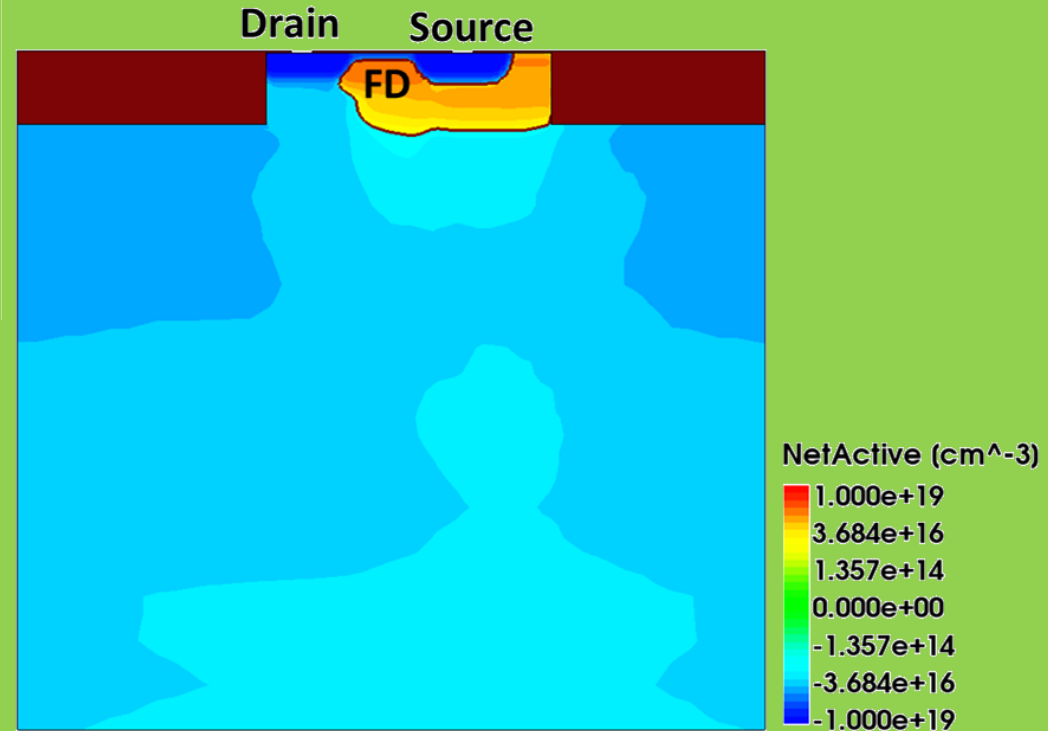 Drain Source
FD
NetActive (cm^-3)
1.000e+19
3.684e+16
1.357e+14
0.000e+00
-1.357e+14
-3.684e+16
-1.000e+19